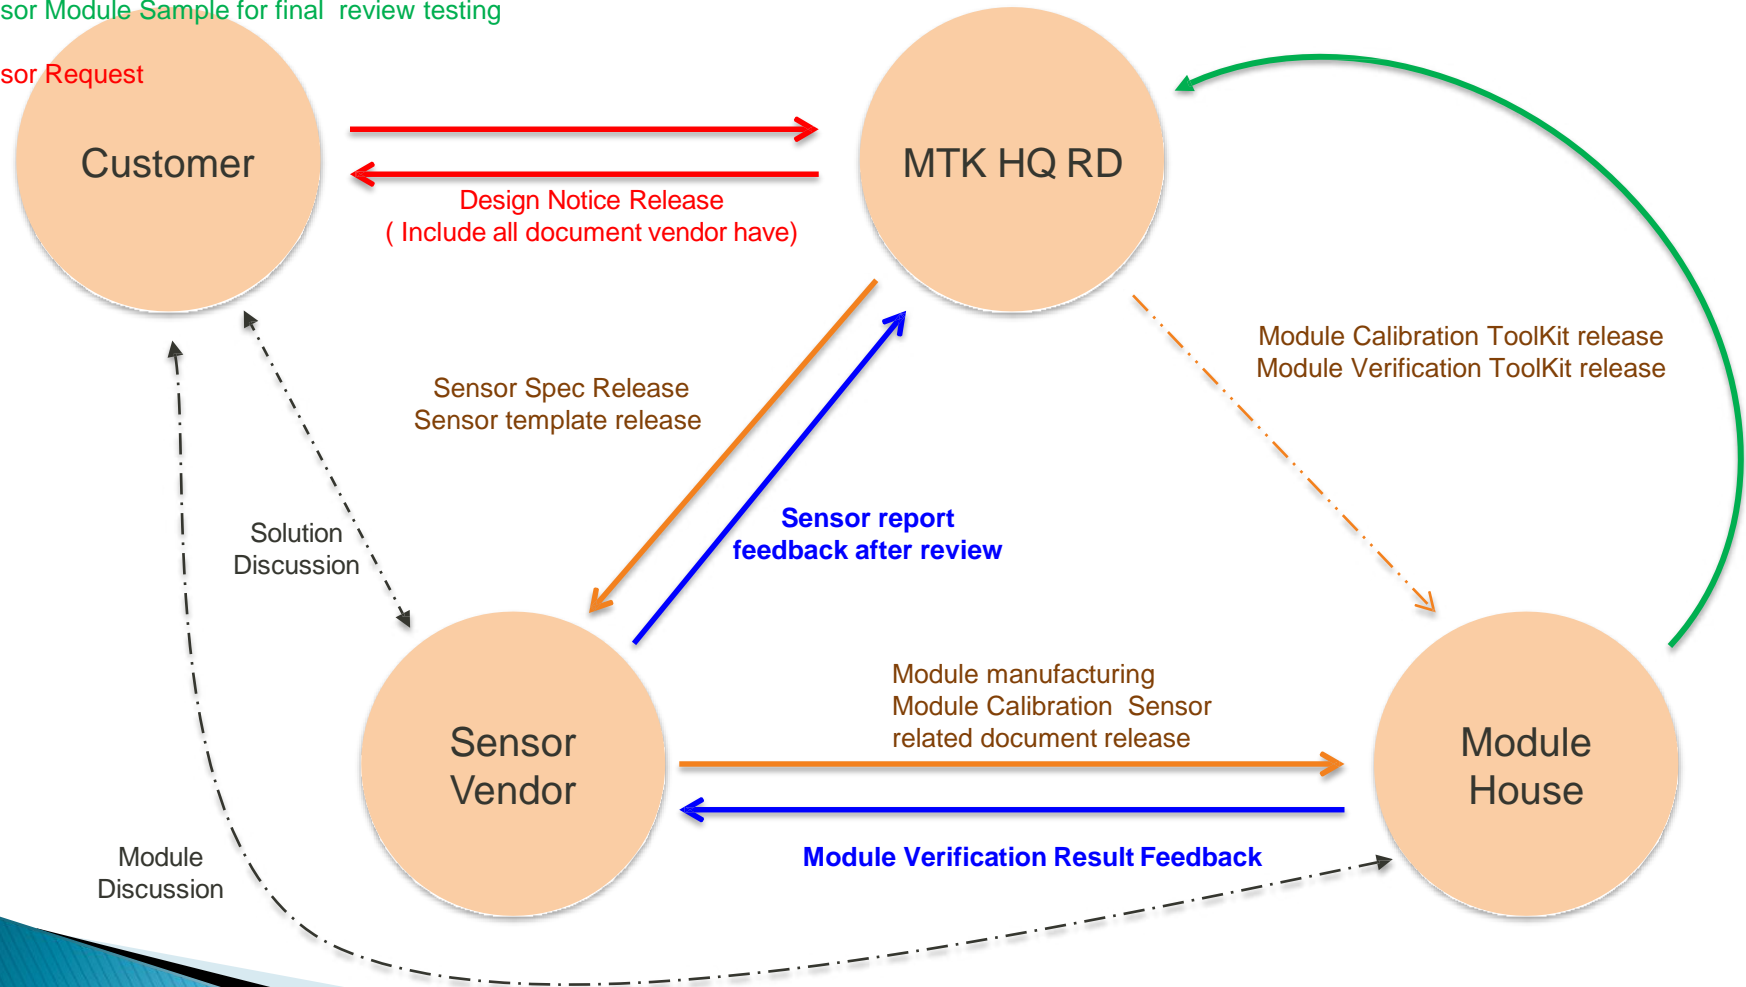 sor Module Sample for final review testing
sor Request
Customer
MTK HQ RD
Design Notice Release
( Include all document vendor have)
Module Calibration ToolKit release
Module Verification ToolKit release
Sensor Spec Release
Sensor template release
Solution
Discussion
Sensor report
feedback after review
Module manufacturing
Module Calibration Sensor
related document release
Sensor
Vendor
Module
House
Module Verification Result Feedback
Module
Discussion